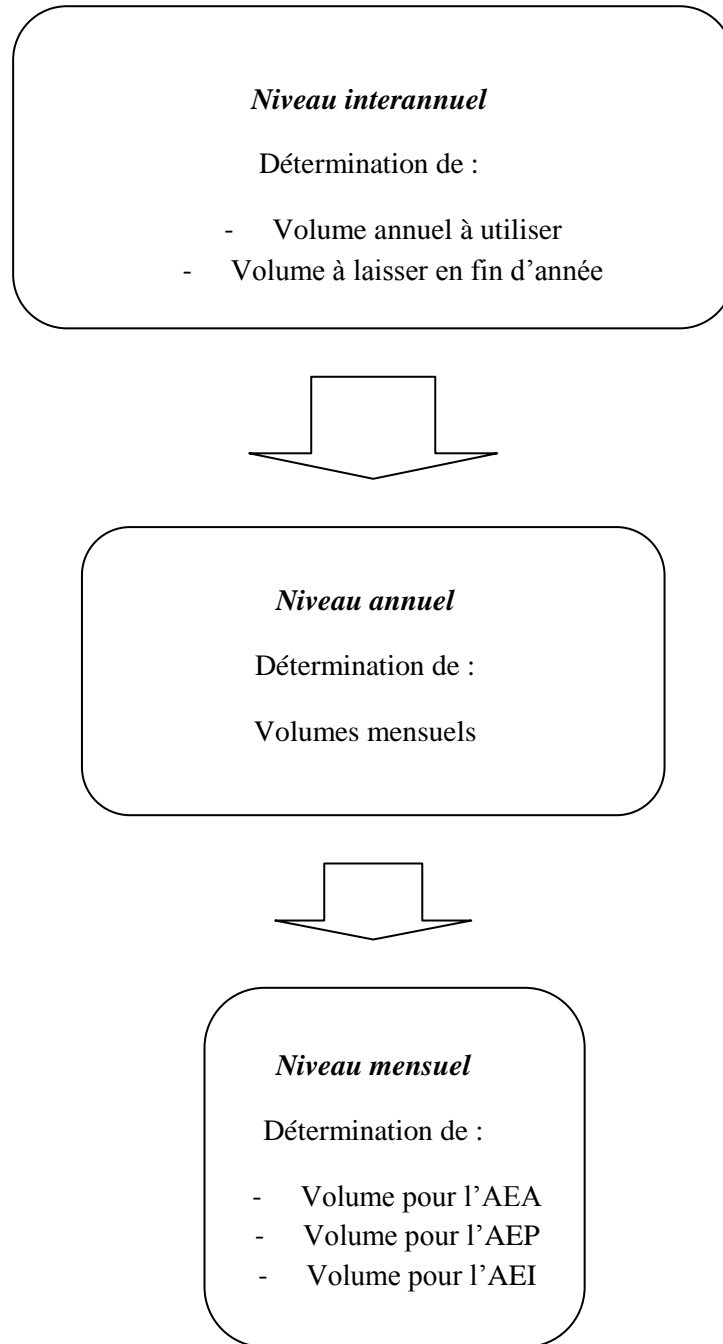 Niveau interannuel
Détermination de :
- Volume annuel à utiliser
- Volume à laisser en fin d’année
Niveau annuel
Détermination de :
Volumes mensuels
Niveau mensuel
Détermination de :
- Volume pour l’AEA
- Volume pour l’AEP
- Volume pour l’AEI